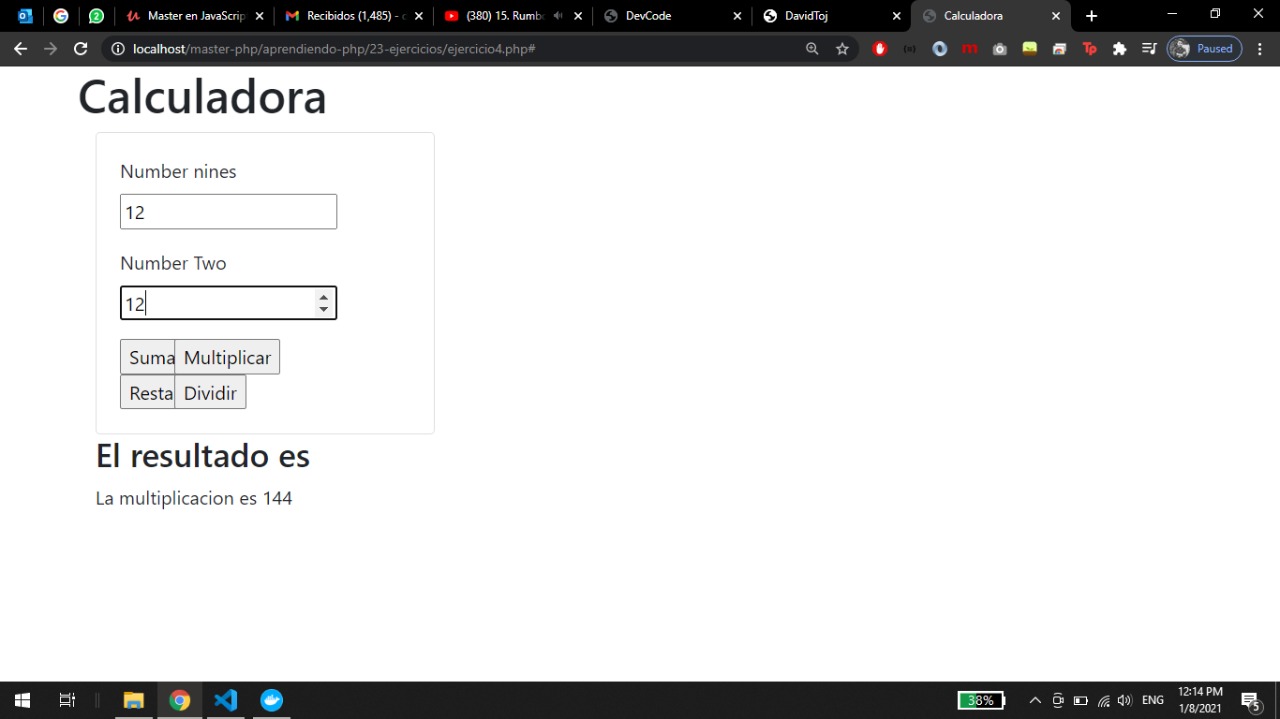 Master en JavaScrip
Recibidos (1,485) - c
(380) 15. Rumb
DevCode
DavidToj
Calculadora
localhost/master-php/aprendiendo-php/23-ejercicios/ejercicio4.php#
Paused
Calculadora
Number nines
12
Number Two
12
Suma Multiplicar
Resta Dividir
El resultado es
La multiplicacion es 144
38%
ENG
12:14 PM
1/8/2021
5